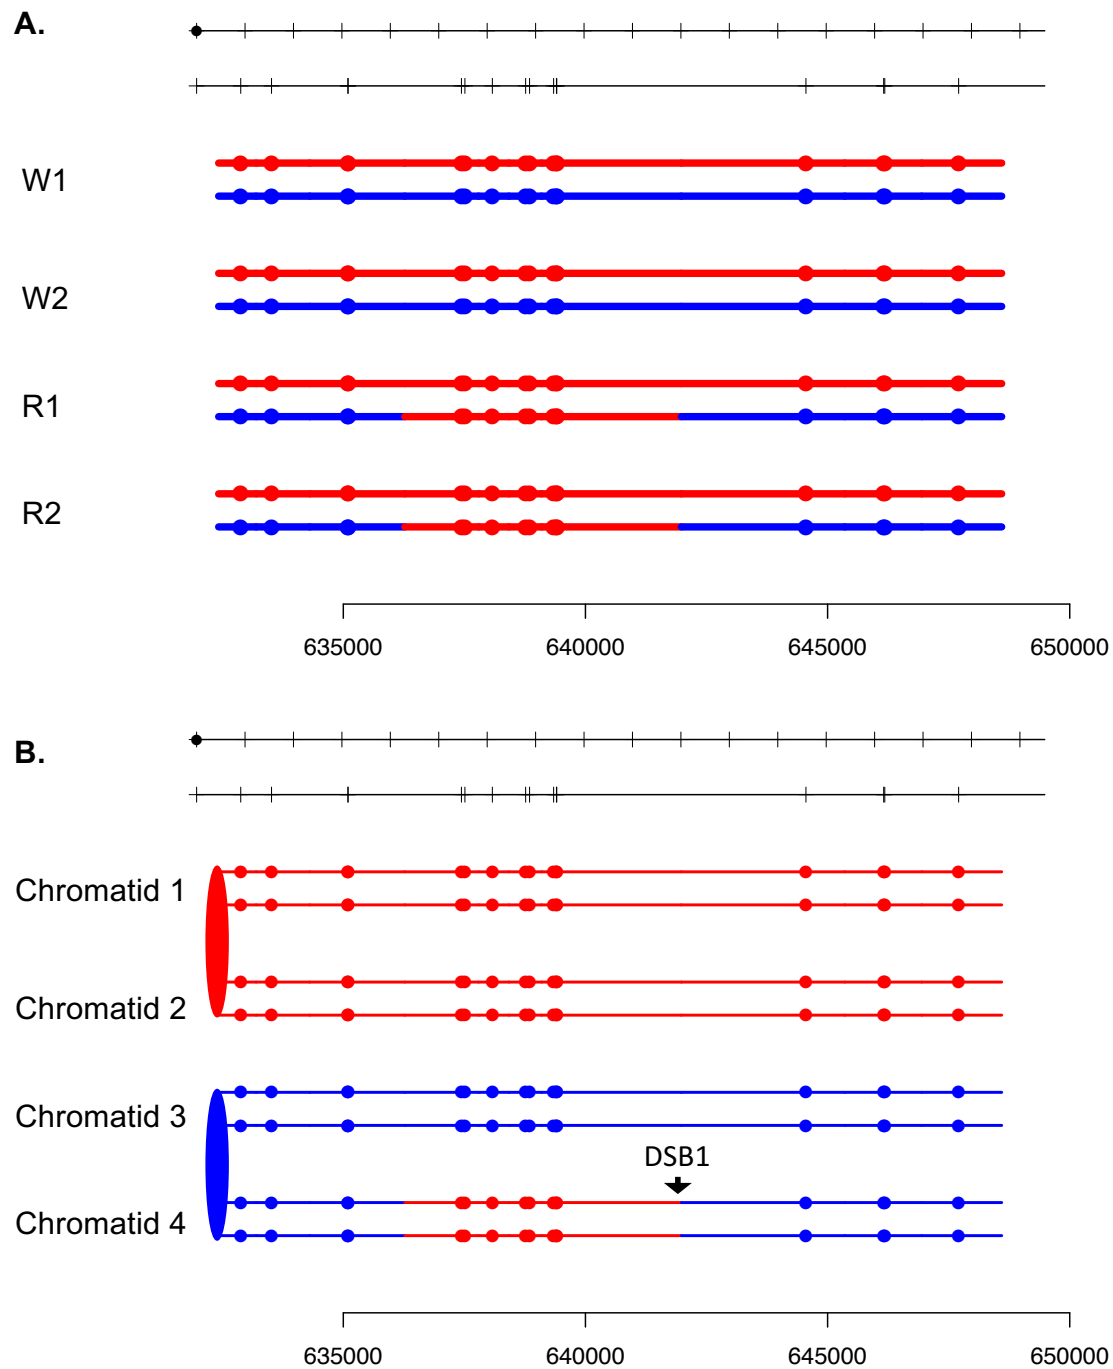 A.
W1
W2
R1
R2
635000 640000 645000 650000
B.
Chromatid 1
Chromatid 2
Chromatid 3
DSB1
Chromatid 4
635000 640000 645000 650000